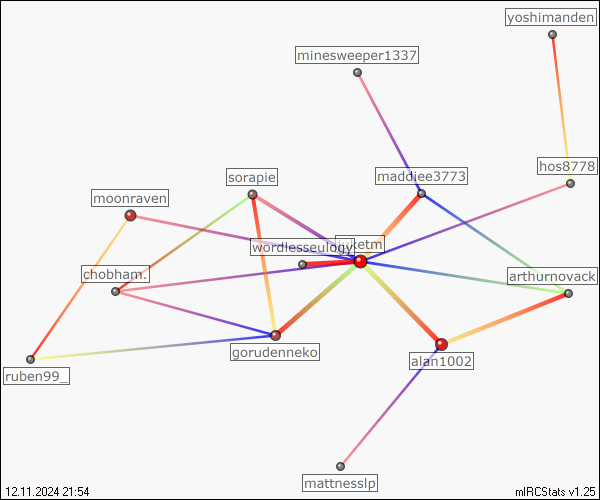 yoshimanden
minesweeper1337
hos8778
maddiee3773
sorapie
moonraven
wordlesseulogy
chobham.
arthurnovack
gorudenneko
alan1002
ruben99_
mattnesslp
12.11.2024 21:54
mIRCStats v1.25